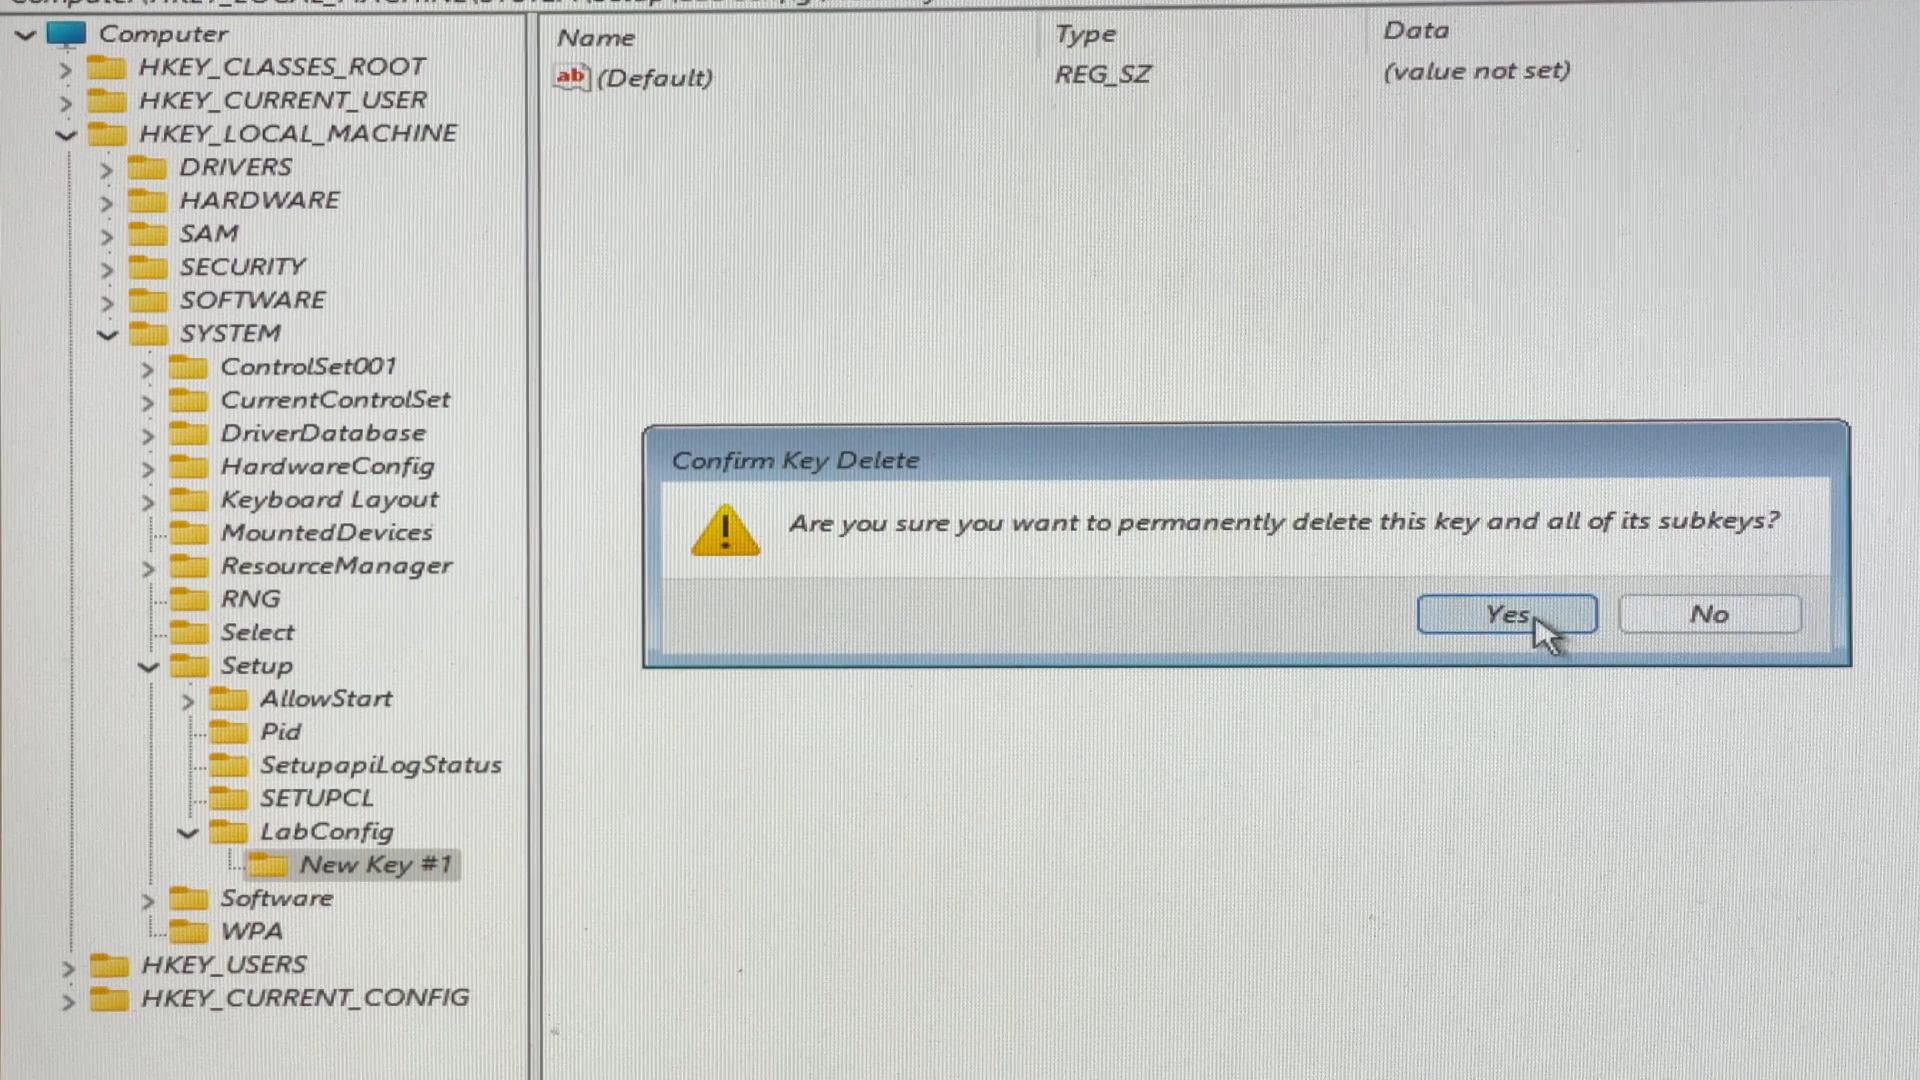 Computer
HKEY_CLASSES_ROOT
HKEY_CURRENT_USER
HKEY_LOCAL_MACHINE
DRIVERS
HARDWARE
SAM
SECURITY
SOFTWARE
SYSTEM
ControlSet001
CurrentControlSet
DriverDatabase
HardwareConfig
Keyboard Layout
MountedDevices
ResourceManager
RNG
Select
Setup
AllowStart
Pid
SetupapiLogStatus
SETUPCL
LabConfig
New Key #1
Software
WPA
HKEY_USERS
HKEY_CURRENT_CONFIG
Name Type Data
ab (Default) REG_SZ (value not set)
Confirm Key Delete
Are you sure you want to permanently delete this key and all of its subkeys?
Yes No